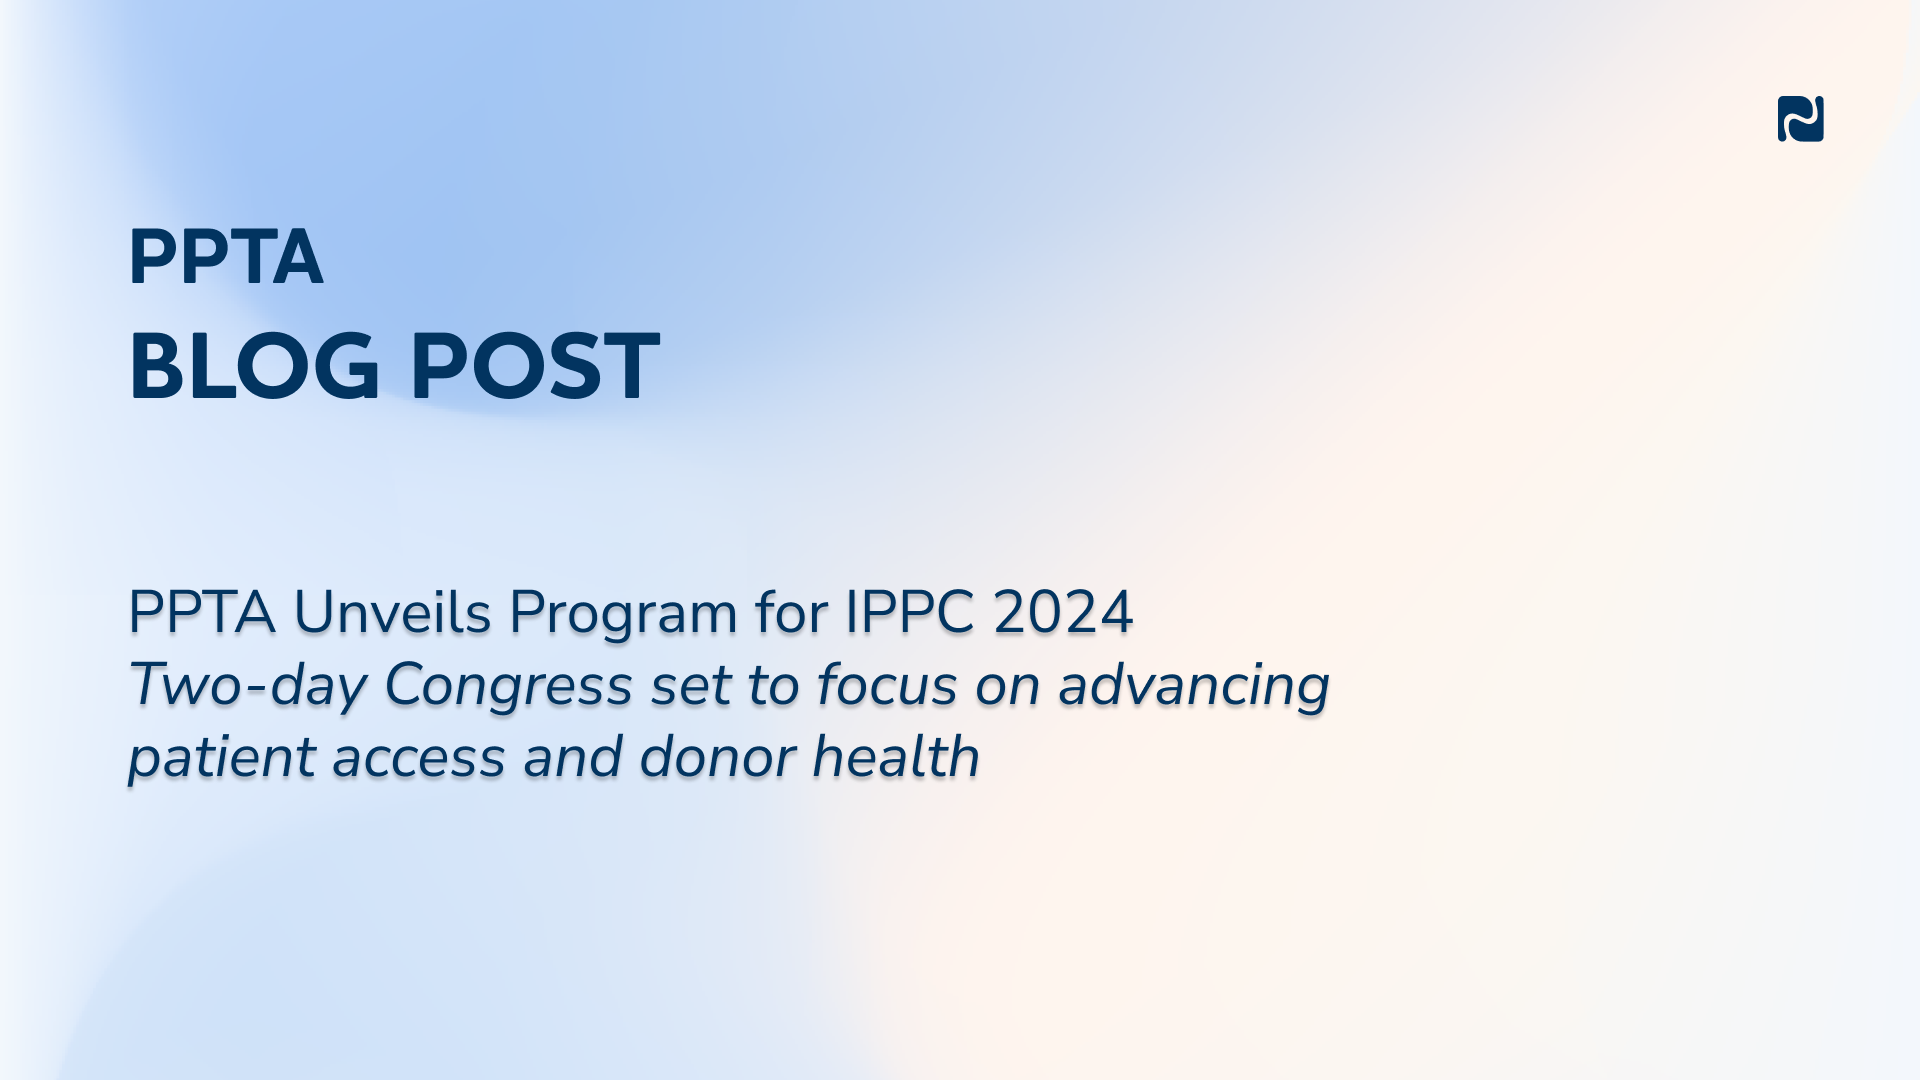 PPTA
BLOG POST
PPTA Unveils Program for IPPC 2024
Two-day Congress set to focus on advancing
patient access and donor health